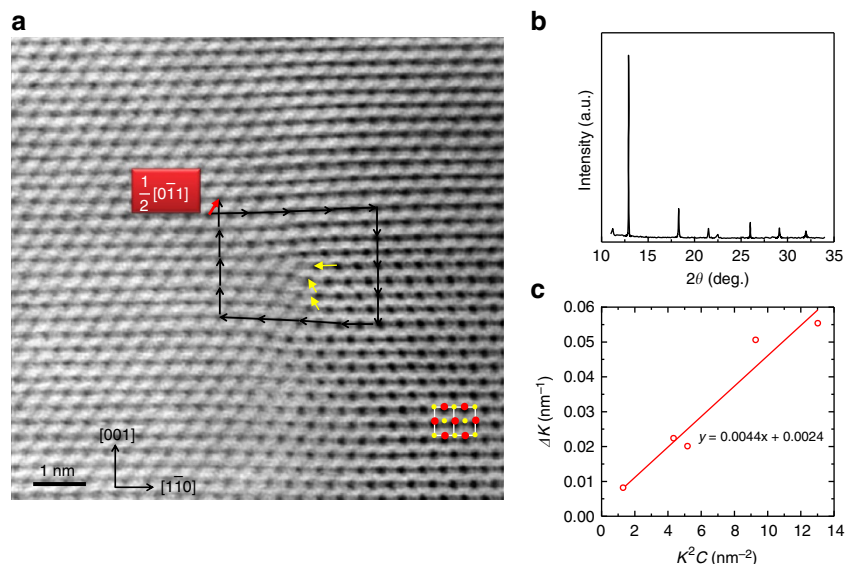 a
1/2 [01̅1]
[001]
[11̅0]
1 nm
b
Intensity (a.u.)
10 15 20 25 30 35
2θ (deg.)
c
0.06
0.05
0.04
0.03
0.02
0.01
0.00
ΔK (nm⁻¹)
y = 0.0044x + 0.0024
0 2 4 6 8 10 12 14
K²C (nm⁻²)